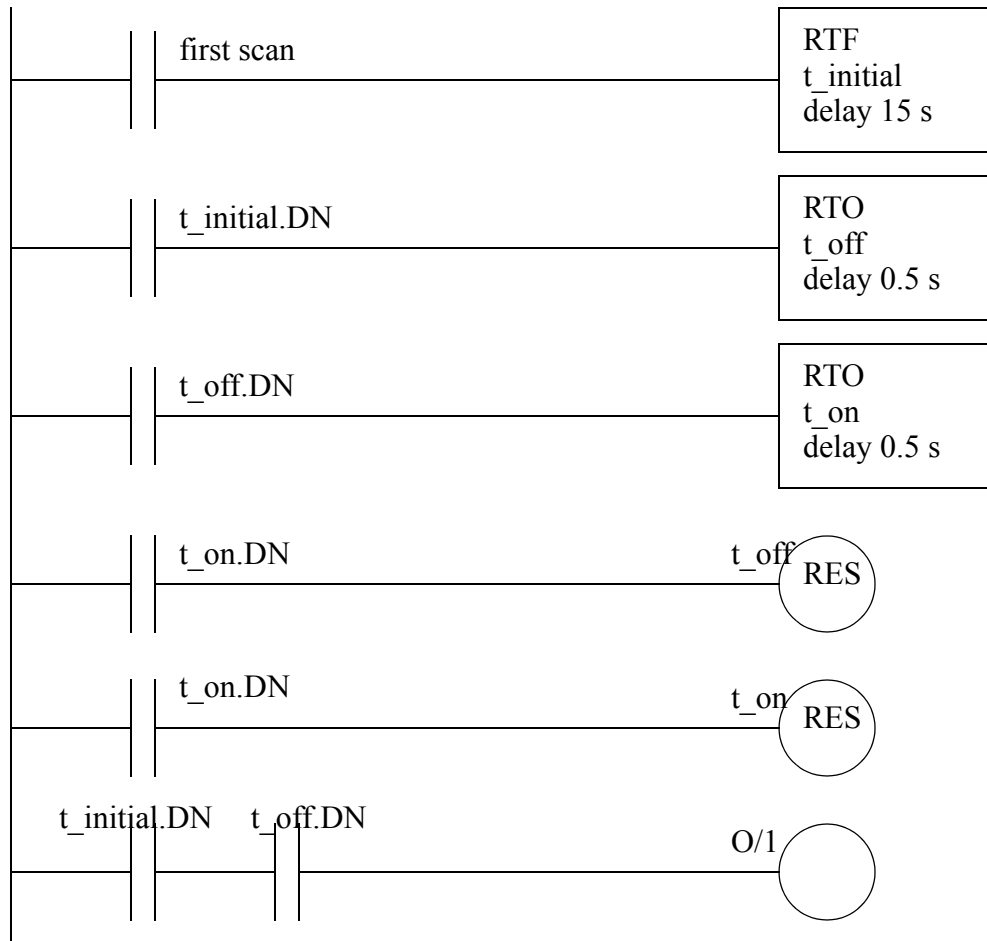 first scan
RTF
t_initial
delay 15 s
t_initial.DN
RTO
t_off
delay 0.5 s
t_off.DN
RTO
t_on
delay 0.5 s
t_on.DN
t_off
RES
t_on.DN
t_on
RES
t_initial.DN
t_off.DN
O/1